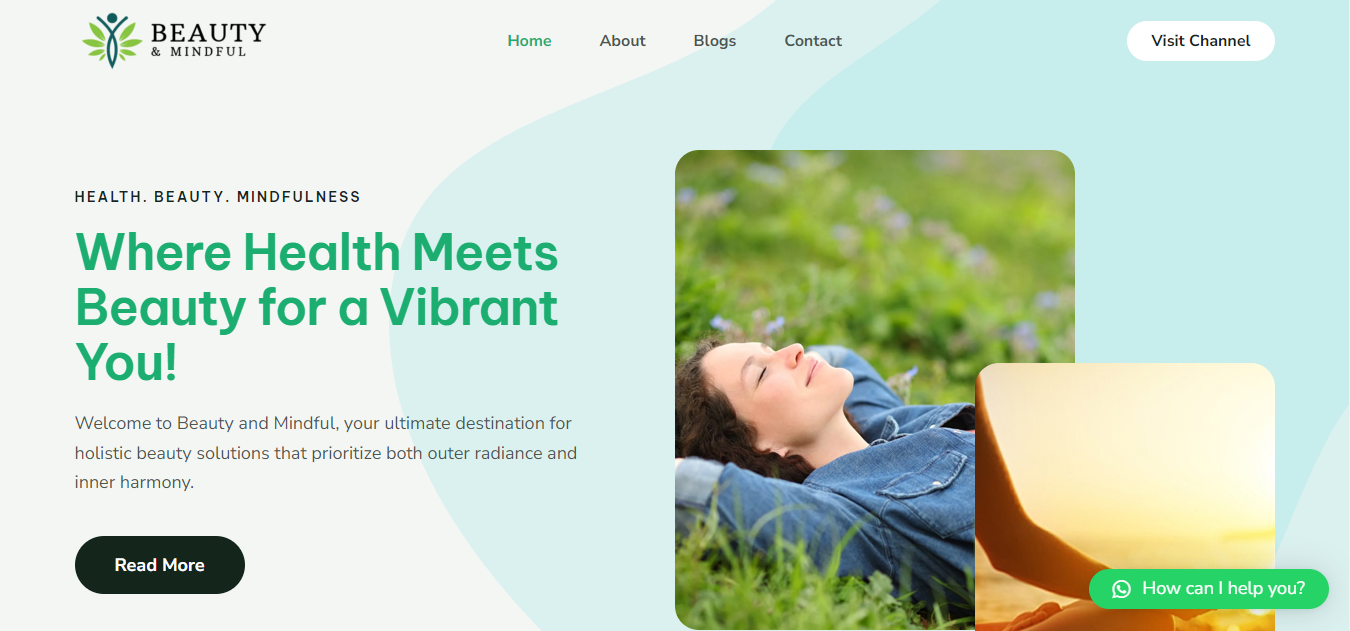 BEAUTY
& MINDFUL
Home About Blogs Contact
Visit Channel
HEALTH. BEAUTY. MINDFULNESS
Where Health Meets
Beauty for a Vibrant
You!
Welcome to Beauty and Mindful, your ultimate destination for
holistic beauty solutions that prioritize both outer radiance and
inner harmony.
Read More
How can I help you?